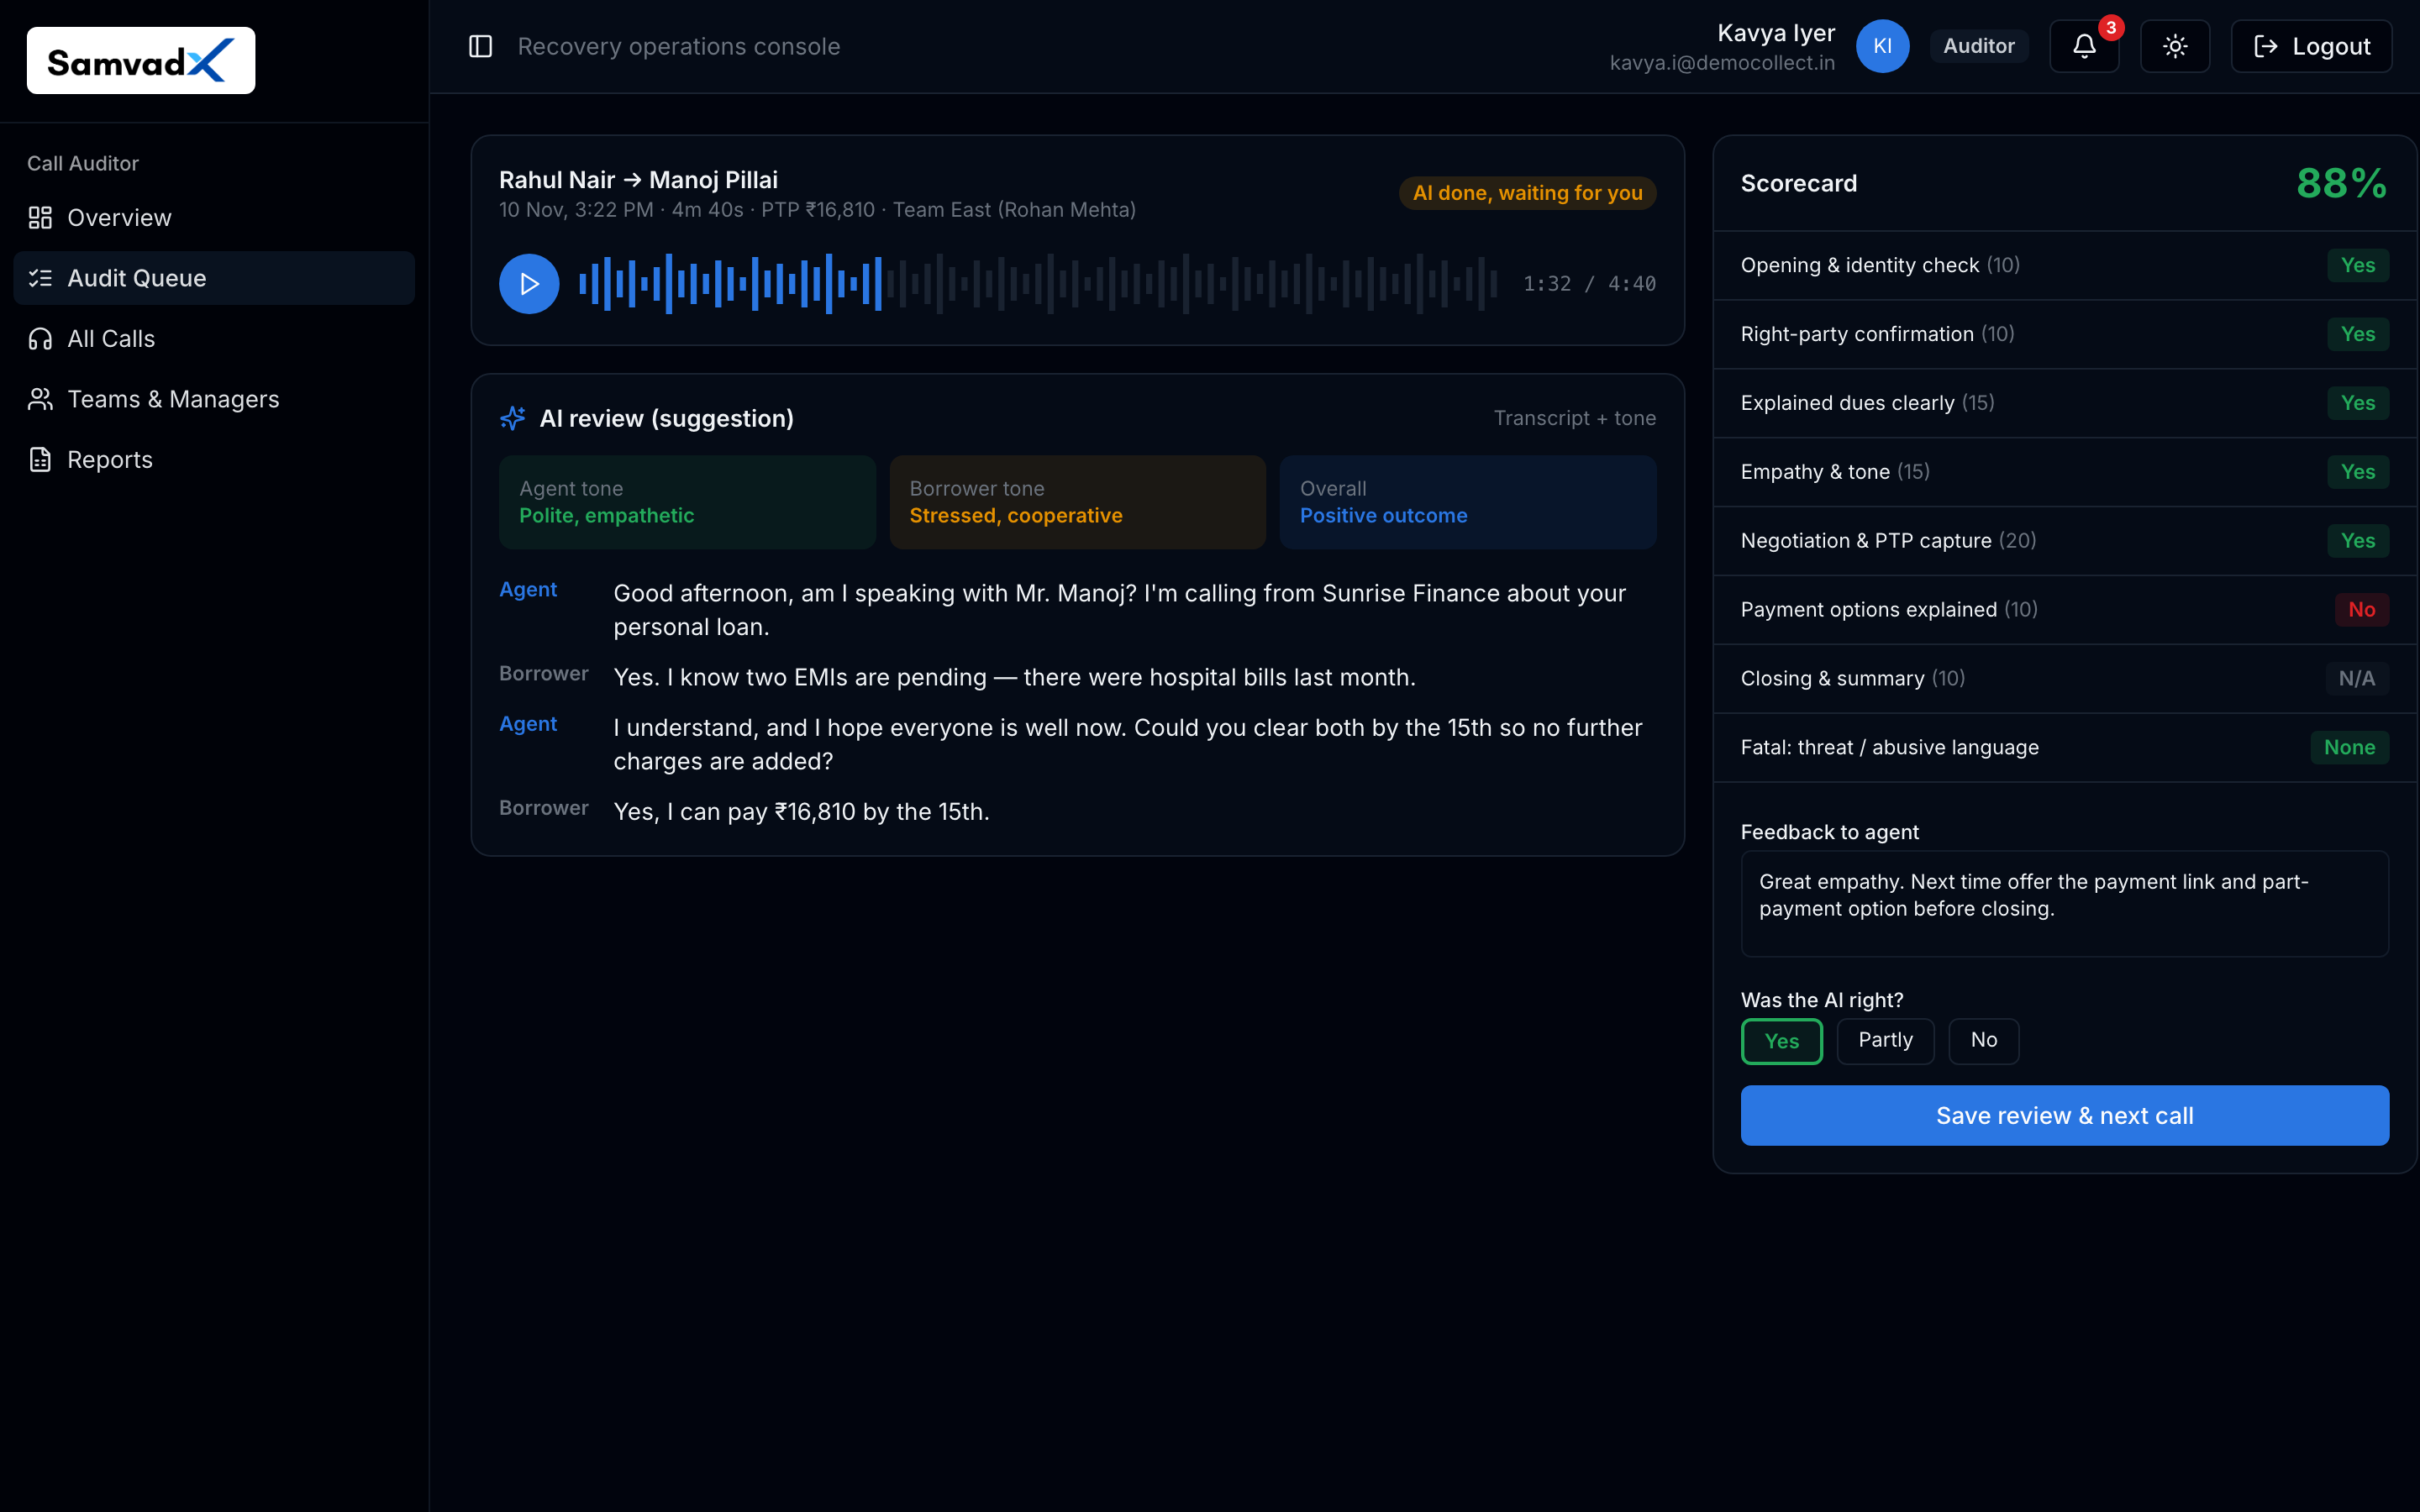 SamvadX
Call Auditor
Overview
Audit Queue
All Calls
Teams & Managers
Reports
Recovery operations console
Kavya Iyer
kavya.i@democollect.in
KI
Auditor
3
Logout
Rahul Nair → Manoj Pillai
10 Nov, 3:22 PM · 4m 40s · PTP ₹16,810 · Team East (Rohan Mehta)
AI done, waiting for you
1:32 / 4:40
AI review (suggestion)
Transcript + tone
Agent tone
Polite, empathetic
Borrower tone
Stressed, cooperative
Overall
Positive outcome
Agent
Good afternoon, am I speaking with Mr. Manoj? I'm calling from Sunrise Finance about your
personal loan.
Borrower
Yes. I know two EMIs are pending — there were hospital bills last month.
Agent
I understand, and I hope everyone is well now. Could you clear both by the 15th so no further
charges are added?
Borrower
Yes, I can pay ₹16,810 by the 15th.
Scorecard
88%
Opening & identity check (10)
Yes
Right-party confirmation (10)
Yes
Explained dues clearly (15)
Yes
Empathy & tone (15)
Yes
Negotiation & PTP capture (20)
Yes
Payment options explained (10)
No
Closing & summary (10)
N/A
Fatal: threat / abusive language
None
Feedback to agent
Great empathy. Next time offer the payment link and part-
payment option before closing.
Was the AI right?
Yes
Partly
No
Save review & next call